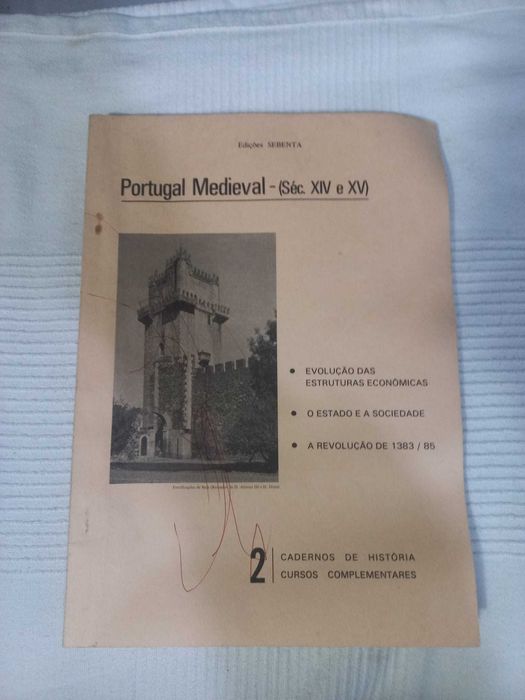 Edições SEBENTA
Portugal Medieval - (Séc. XIV e XV)
• EVOLUÇÃO DAS
ESTRUTURAS ECONÔMICAS
• O ESTADO E A SOCIEDADE
• A REVOLUÇÃO DE 1383 / 85
2
CADERNOS DE HISTÓRIA
CURSOS COMPLEMENTARES